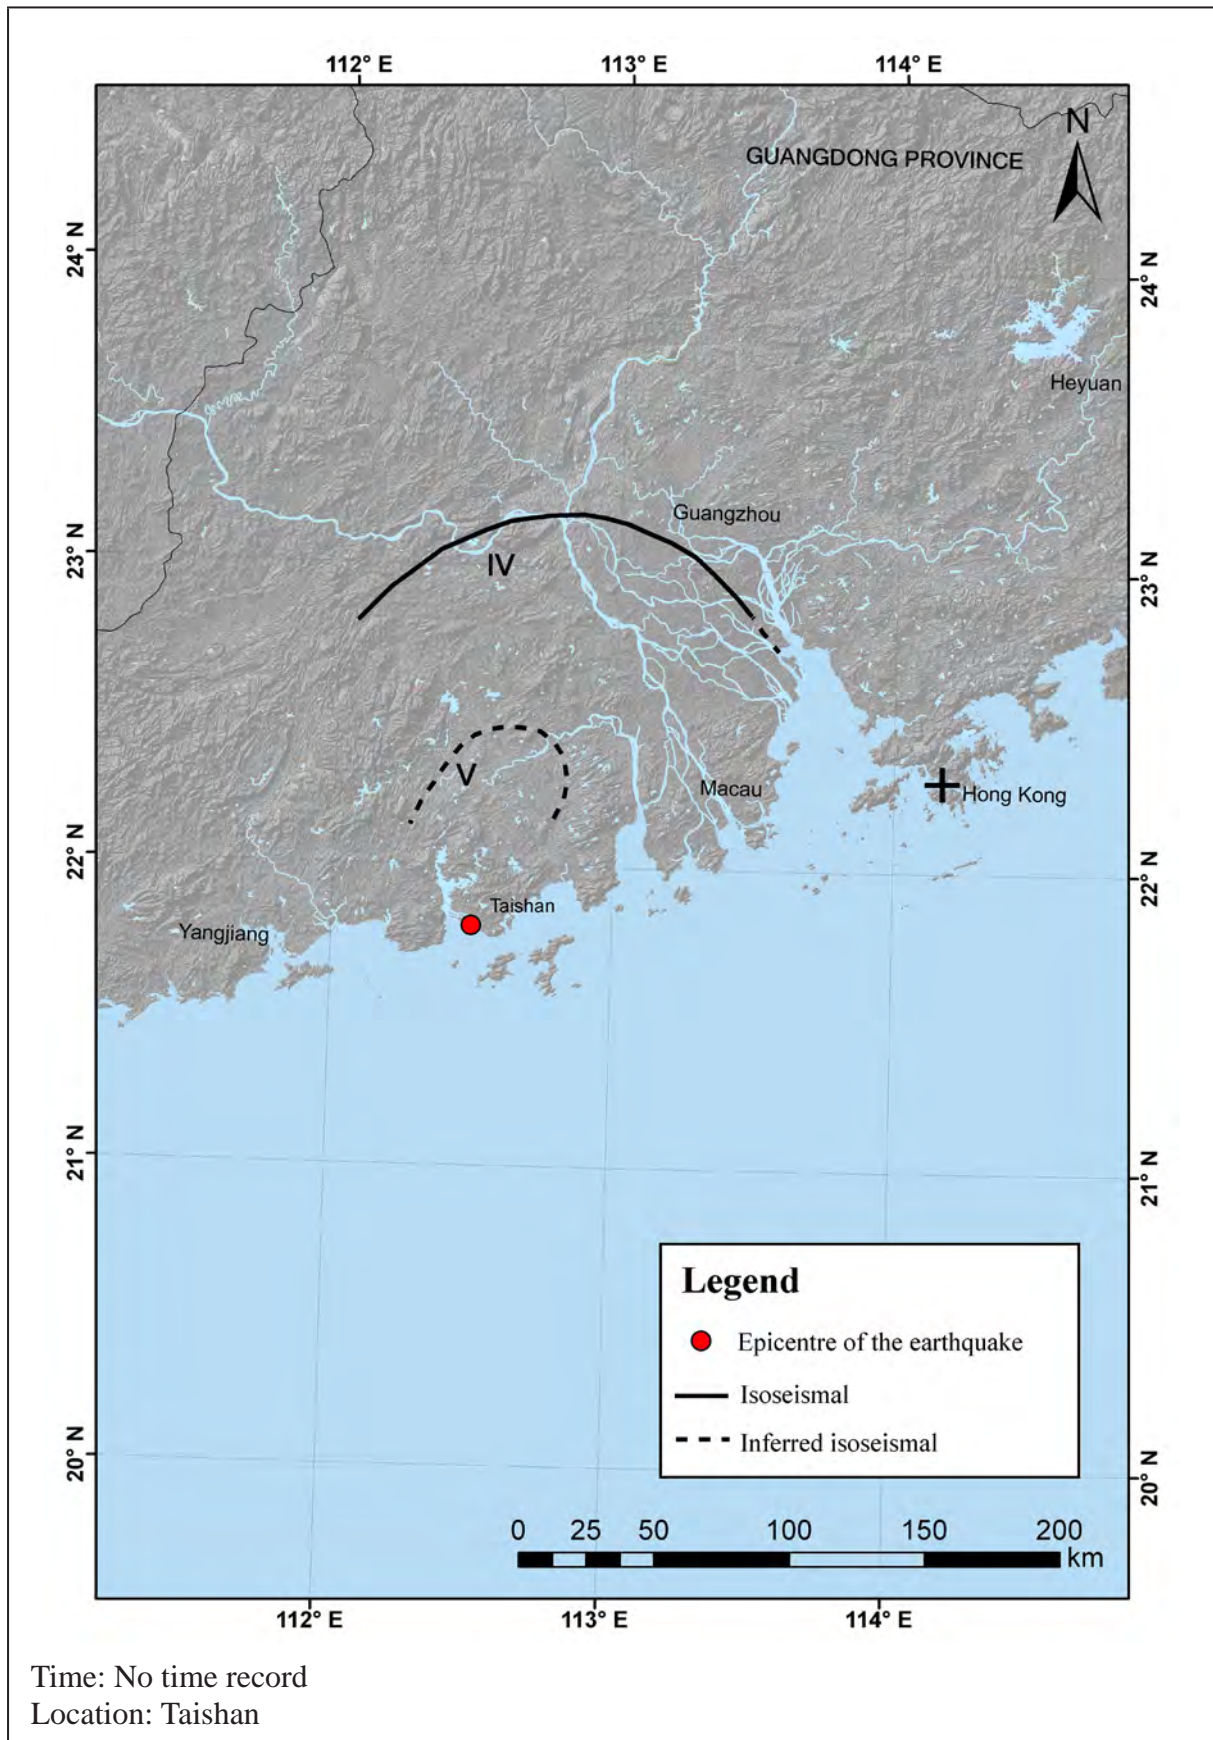 112° E 113° E 114° E
N
GUANGDONG PROVINCE
24° N
24° N
Heyuan
Guangzhou
23° N
IV
23° N
V
Macau
Hong Kong
22° N
22° N
Taishan
Yangjiang
21° N
21° N
Legend
Epicentre of the earthquake
Isoseismal
Inferred isoseismal
20° N
20° N
0 25 50 100 150 200
km
112° E 113° E 114° E
Time: No time record
Location: Taishan